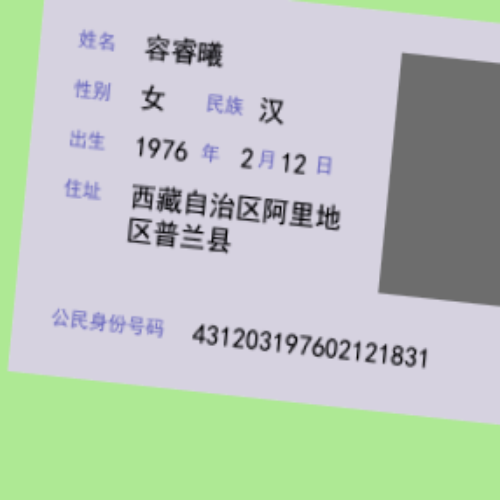 姓名 容睿曦
性别 女 民族 汉
出生 1976 年 2 月 12 日
住址 西藏自治区阿里地
区普兰县
公民身份号码 431203197602121831